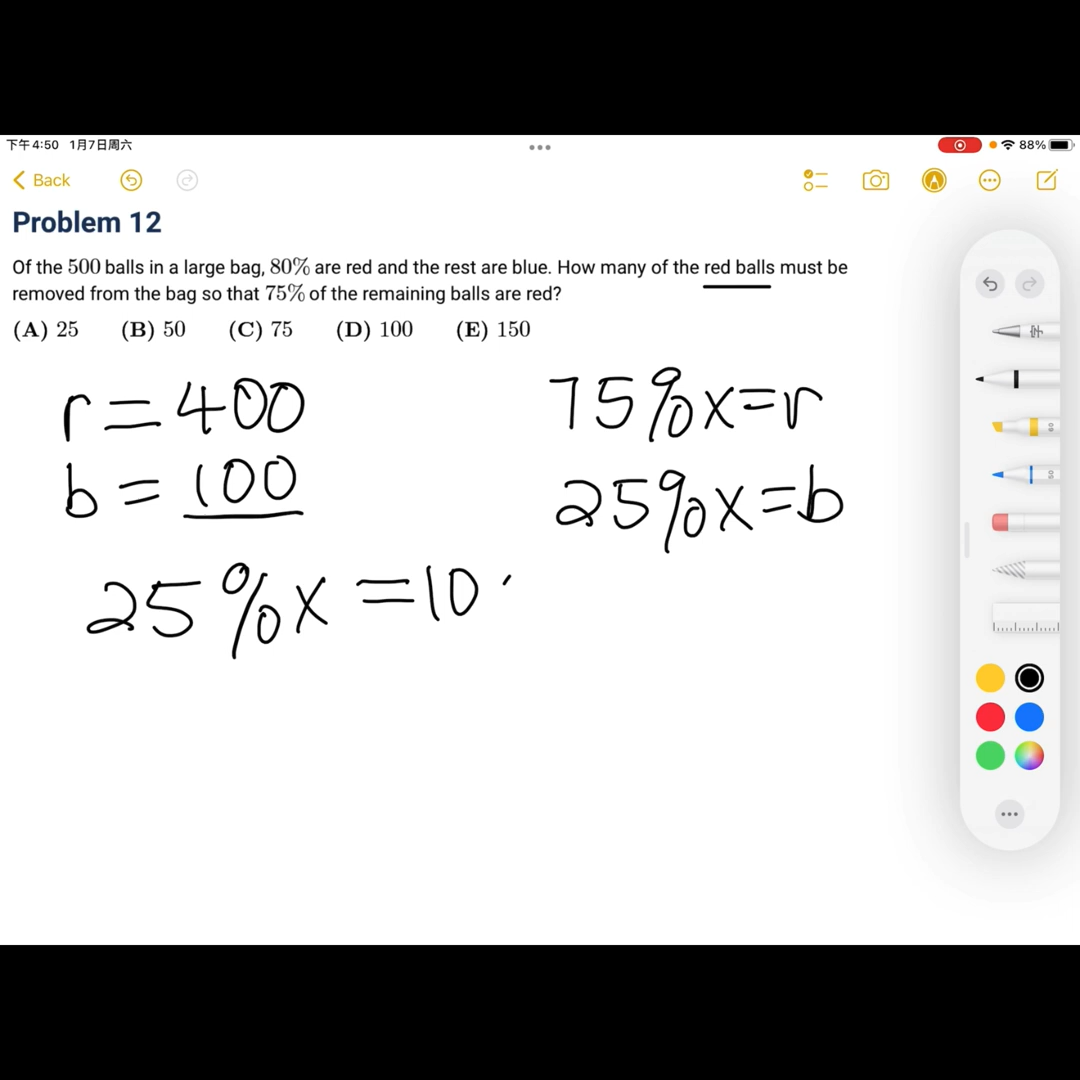 下午4:50 1月7日周六
88%
Back
Problem 12
Of the 500 balls in a large bag, 80% are red and the rest are blue. How many of the red balls must be
removed from the bag so that 75% of the remaining balls are red?
(A) 25 (B) 50 (C) 75 (D) 100 (E) 150
r=400
b=100
75%x=r
25%x=b
25%x=10
字
60
50